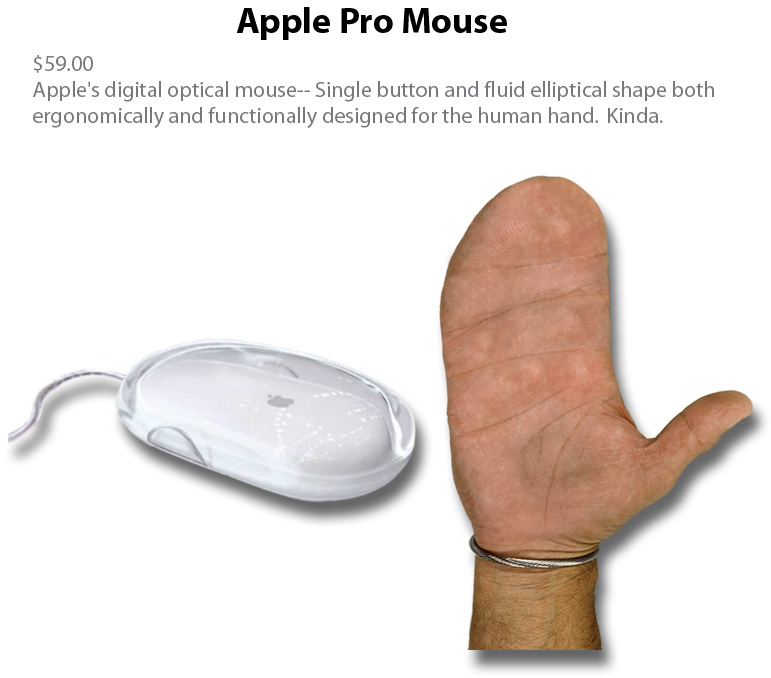 Apple Pro Mouse
$59.00
Apple's digital optical mouse-- Single button and fluid elliptical shape both
ergonomically and functionally designed for the human hand.  Kinda.